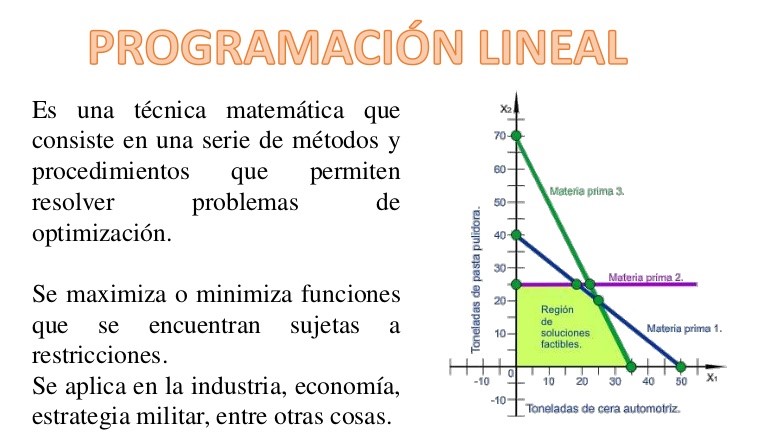 PROGRAMACIÓN LINEAL
Es una técnica matemática que
consiste en una serie de métodos y
procedimientos que permiten
resolver problemas de
optimización.
Se maximiza o minimiza funciones
que se encuentran sujetas a
restricciones.
Se aplica en la industria, economía,
estrategia militar, entre otras cosas.
X₂
70
60
50
40
30
20
10
0
-10
-10
10
20
30
40
50
X₁
Toneladas de pasta pulidora.
Materia prima 3.
Materia prima 2.
Materia prima 1.
Región
de
soluciones
factibles.
Toneladas de cera automotriz.